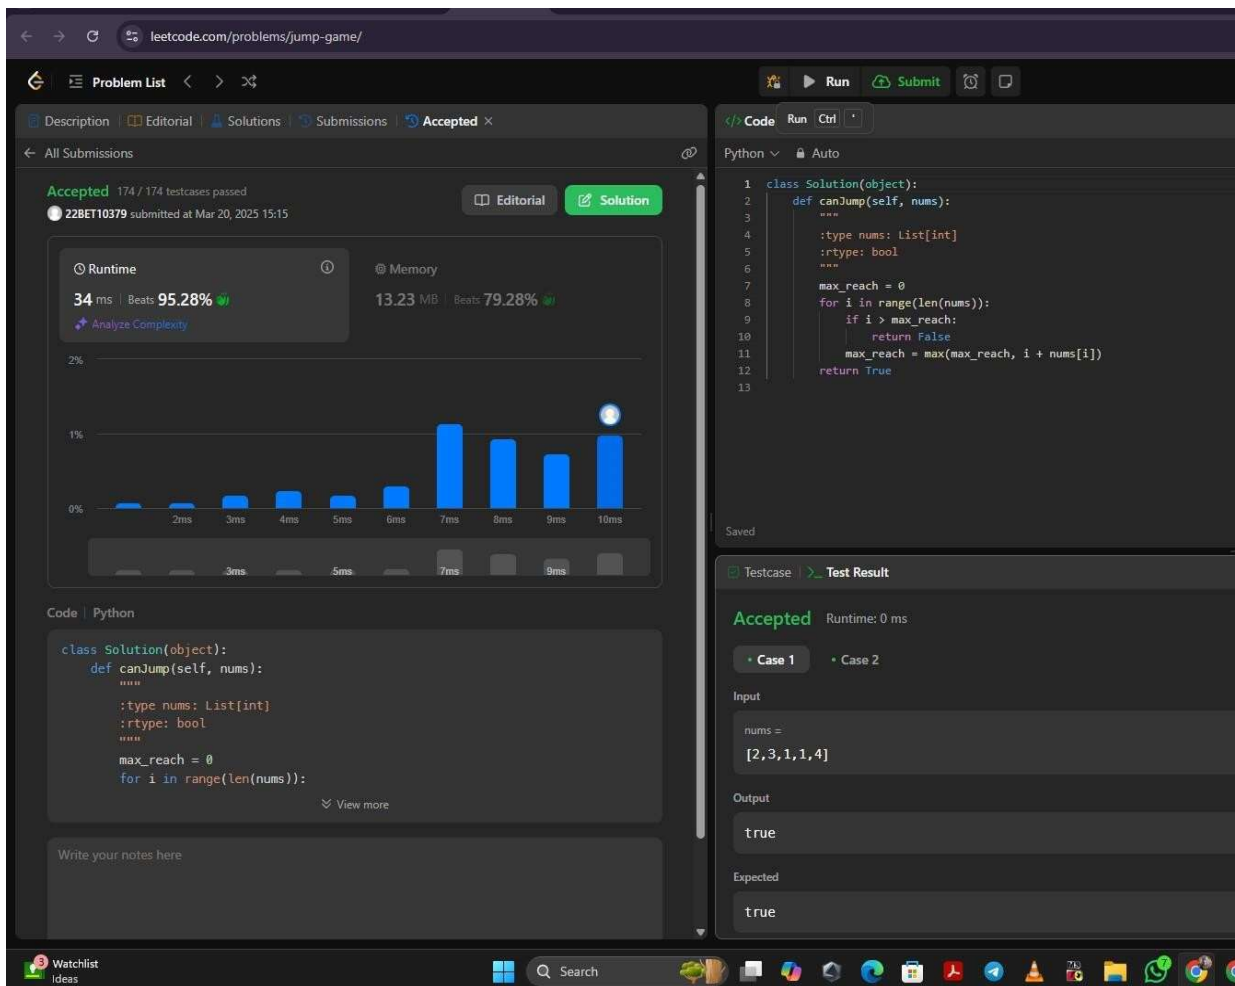 leetcode.com/problems/jump-game/
Problem List
Run
Submit
Description | Editorial | Solutions | Submissions | Accepted ×
</> Code
Run Ctrl '
All Submissions
Python
Auto
Accepted 174 / 174 testcases passed
22BET10379 submitted at Mar 20, 2025 15:15
Editorial
Solution
Runtime
34 ms | Beats 95.28%
Analyze Complexity
Memory
13.23 MB | Beats 79.28%
2%
1%
0%
2ms 3ms 4ms 5ms 6ms 7ms 8ms 9ms 10ms
3ms 5ms 7ms 9ms
Code | Python
class Solution(object):
def canJump(self, nums):
"""
:type nums: List[int]
:rtype: bool
"""
max_reach = 0
for i in range(len(nums)):
View more
Write your notes here
1 class Solution(object):
2 def canJump(self, nums):
3 """
4 :type nums: List[int]
5 :rtype: bool
6 """
7 max_reach = 0
8 for i in range(len(nums)):
9 if i > max_reach:
10 return False
11 max_reach = max(max_reach, i + nums[i])
12 return True
13
Saved
Testcase | >_ Test Result
Accepted Runtime: 0 ms
• Case 1 • Case 2
Input
nums =
[2,3,1,1,4]
Output
true
Expected
true
3
Watchlist
Ideas
Search
7